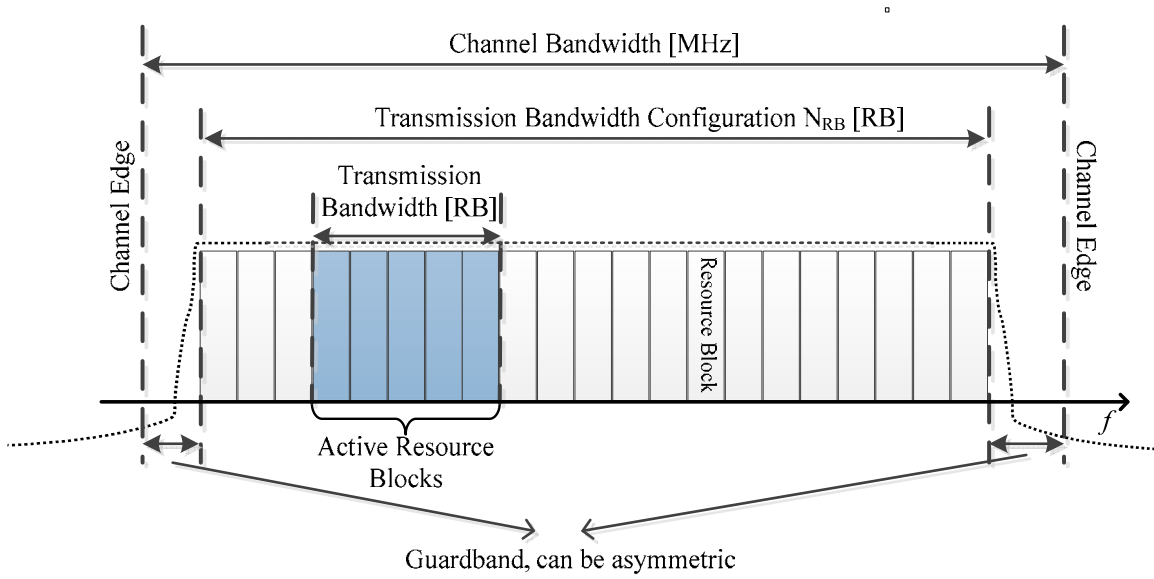 Channel Bandwidth [MHz]
Transmission Bandwidth Configuration N_RB [RB]
Transmission
Bandwidth [RB]
Channel Edge
Channel Edge
Resource Block
f
Active Resource
Blocks
Guardband, can be asymmetric